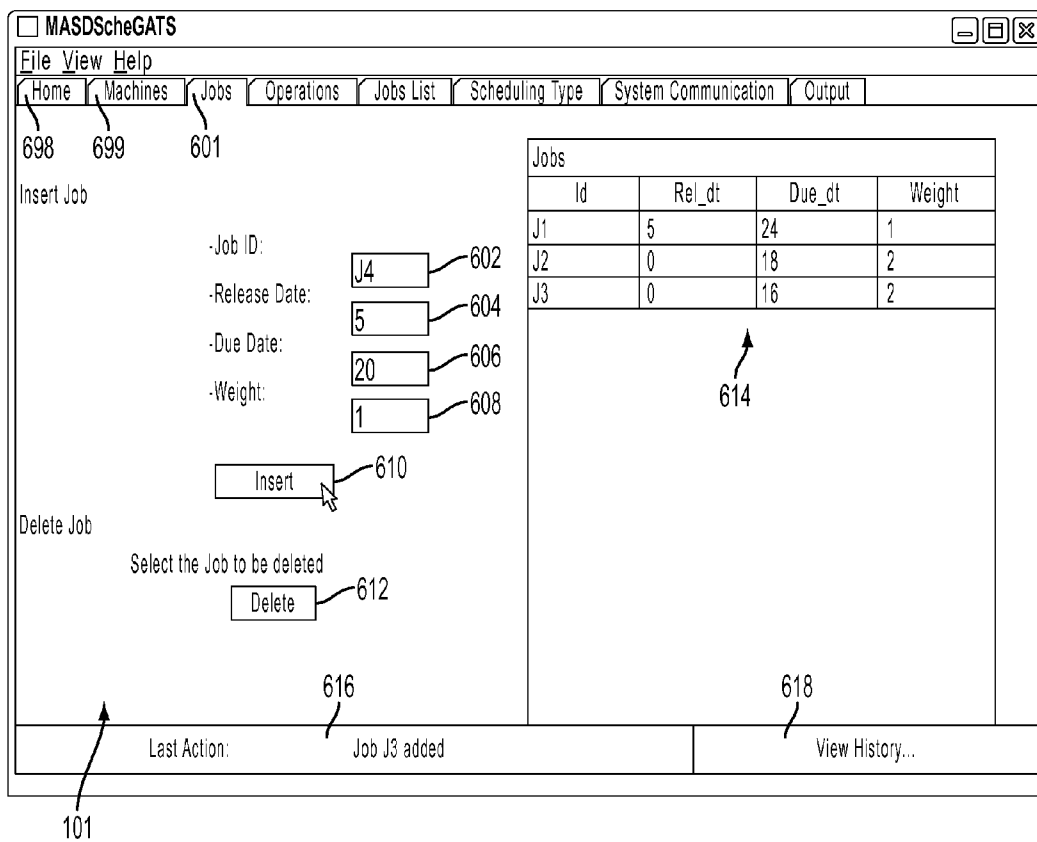 MASDScheGATS
File View Help
Home Machines Jobs Operations Jobs List Scheduling Type System Communication Output
698 699 601
Insert Job
-Job ID:
J4
602
-Release Date:
5
604
-Due Date:
20
606
-Weight:
1
608
Insert
610
Delete Job
Select the Job to be deleted
Delete
612
Jobs
Id Rel_dt Due_dt Weight
J1 5 24 1
J2 0 18 2
J3 0 16 2
614
616
618
Last Action: Job J3 added
View History...
101